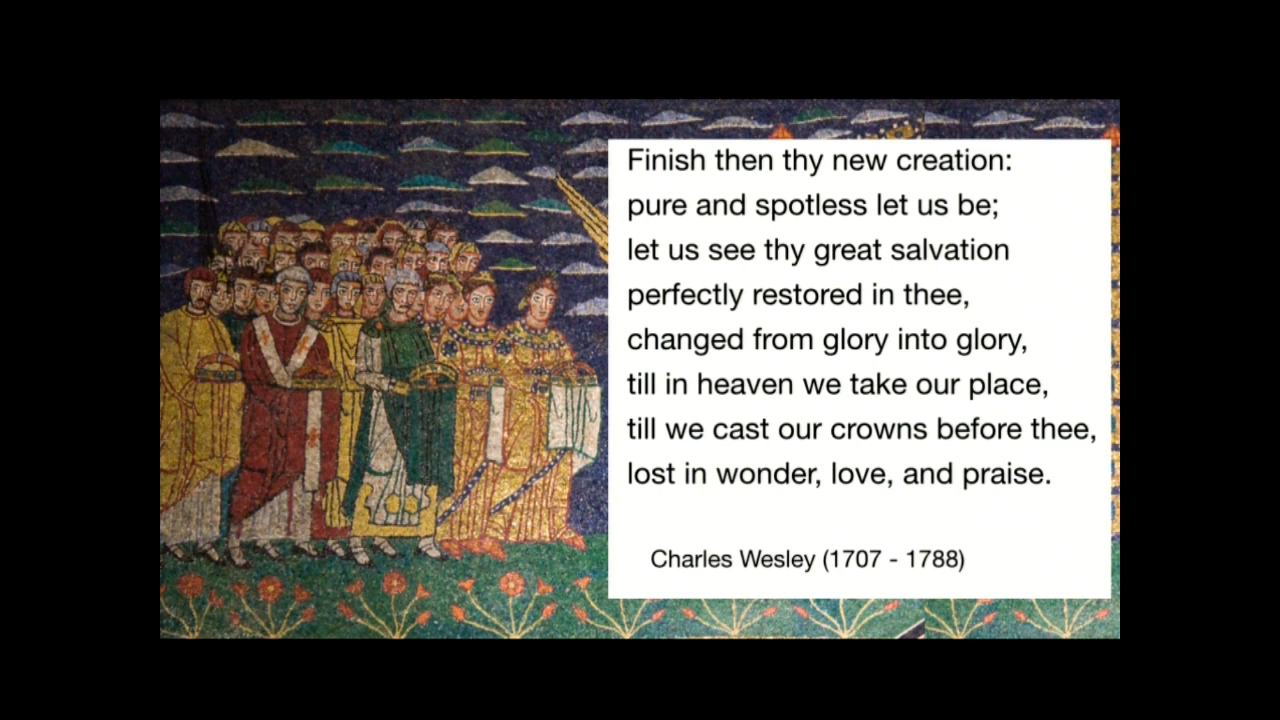 Finish then thy new creation:
pure and spotless let us be;
let us see thy great salvation
perfectly restored in thee,
changed from glory into glory,
till in heaven we take our place,
till we cast our crowns before thee,
lost in wonder, love, and praise.
Charles Wesley (1707 - 1788)